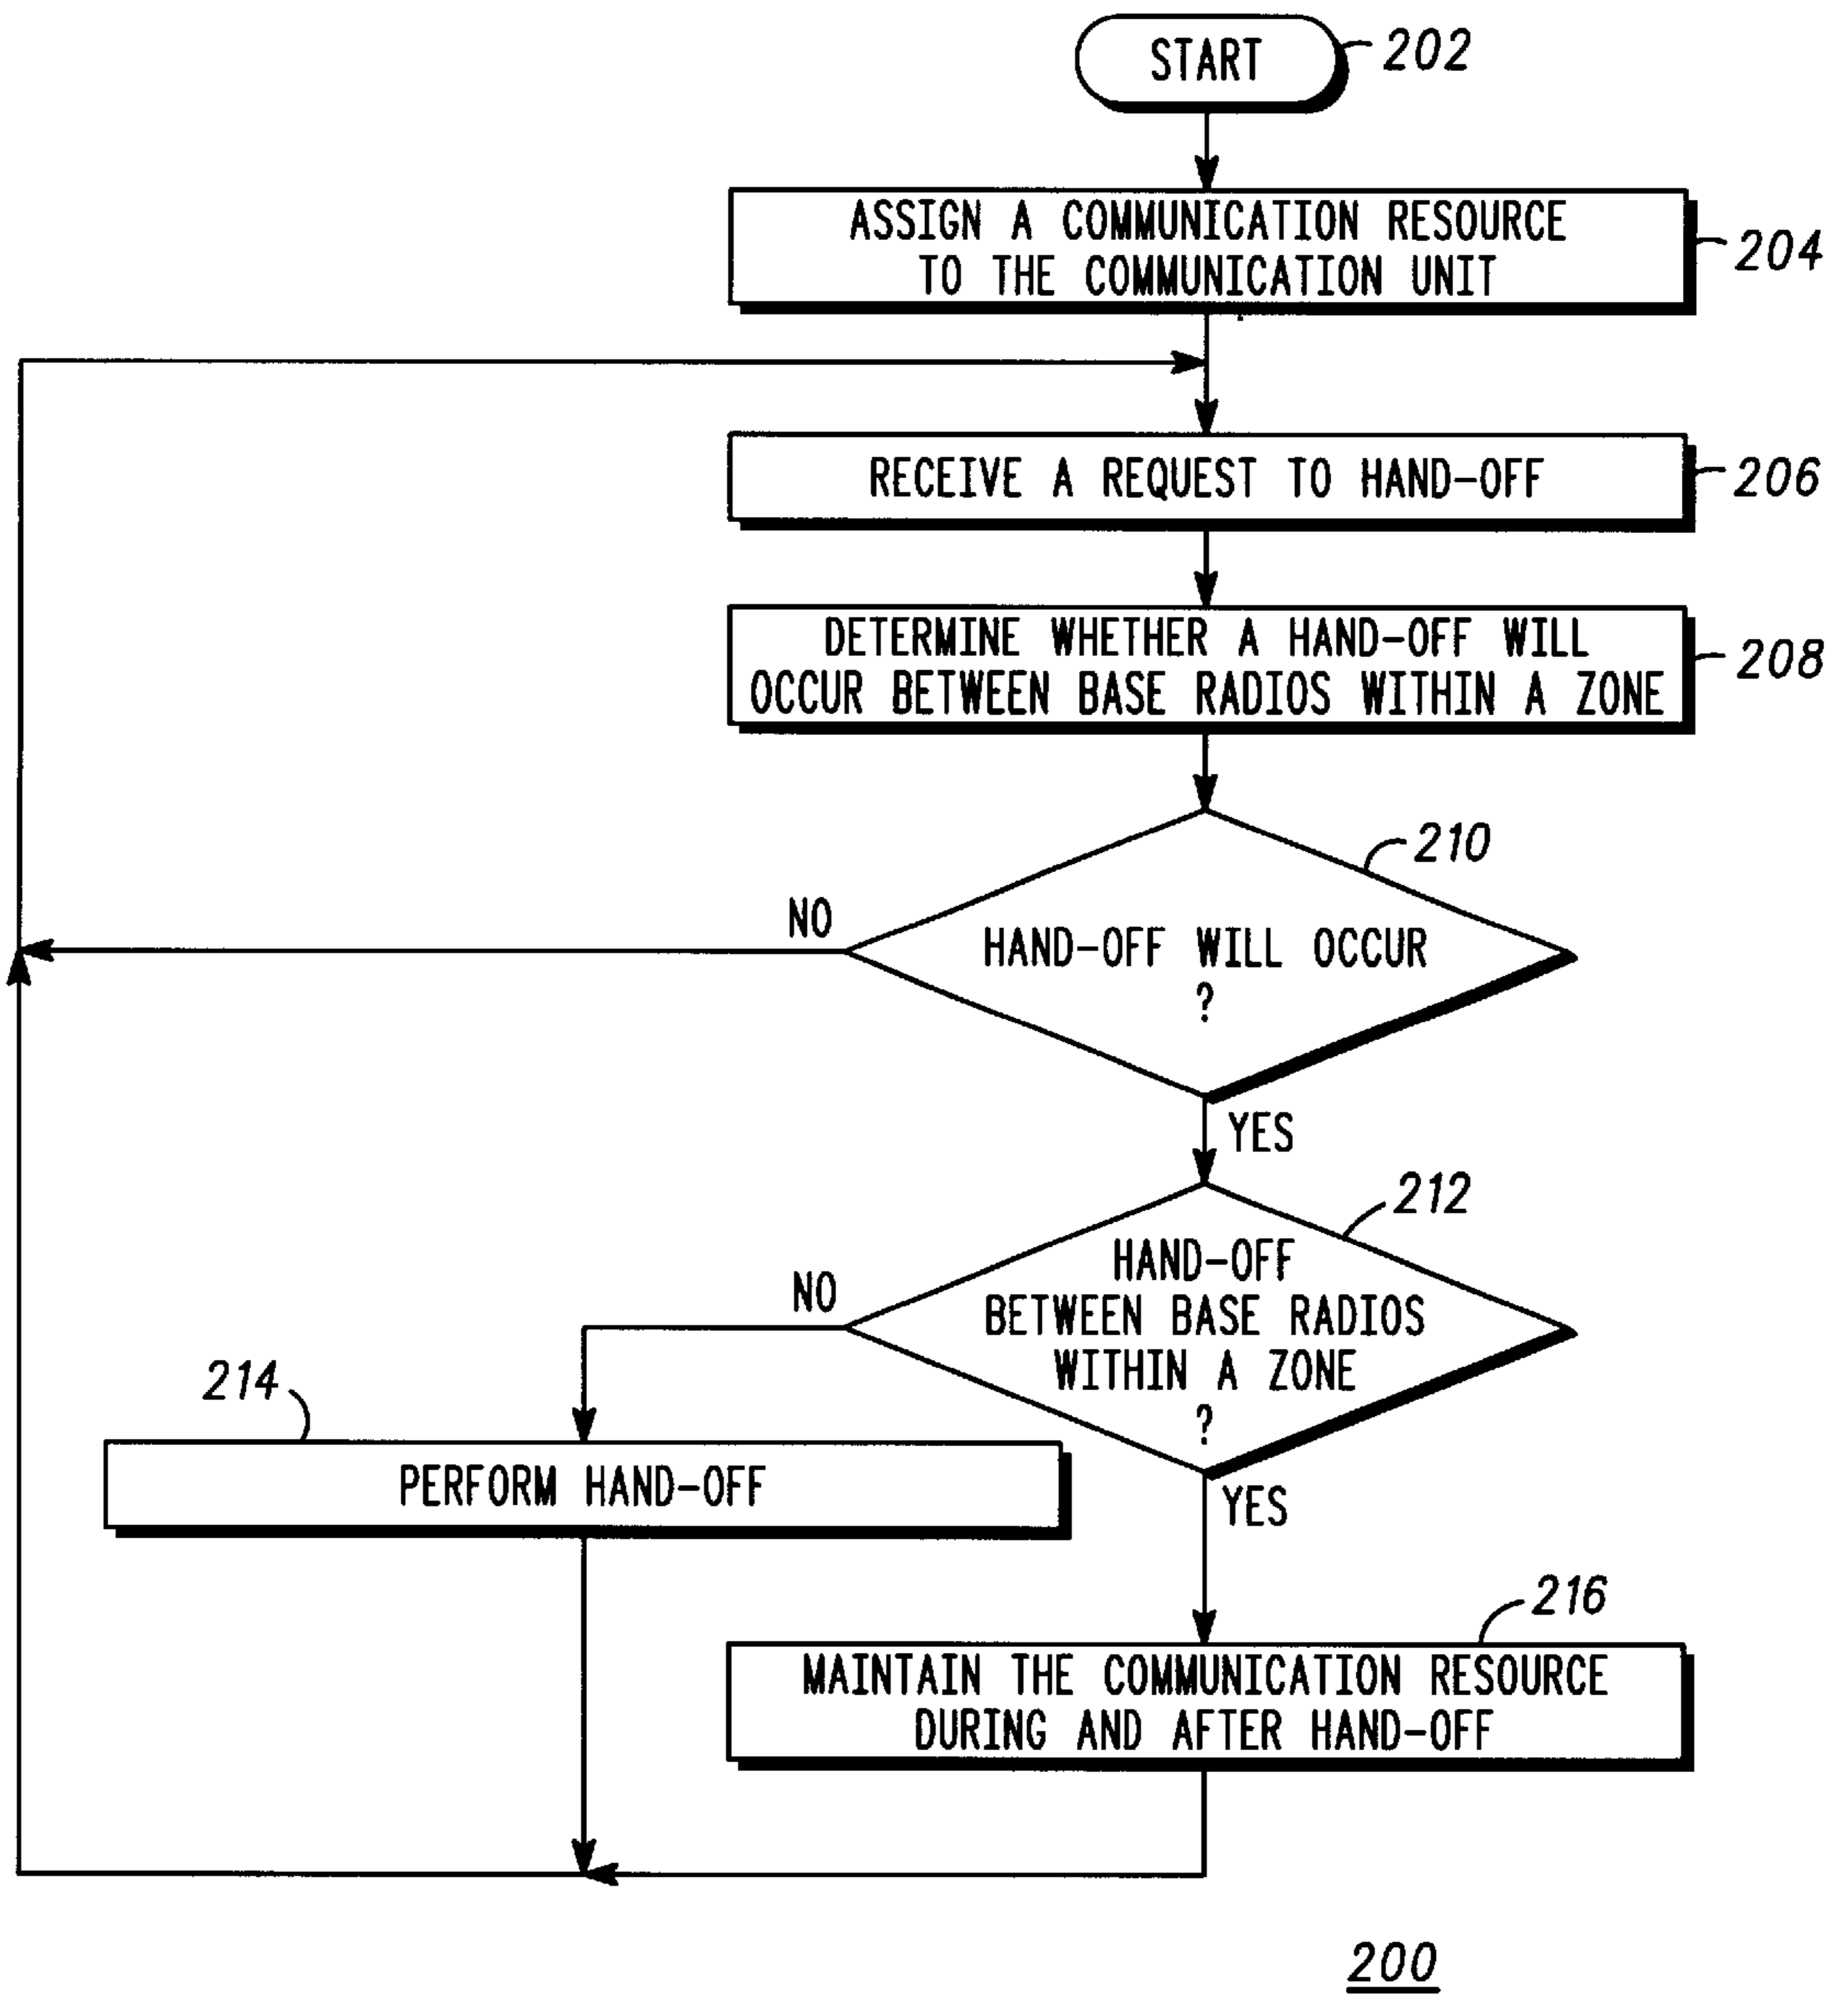 START
202
ASSIGN A COMMUNICATION RESOURCE
TO THE COMMUNICATION UNIT
204
RECEIVE A REQUEST TO HAND-OFF
206
DETERMINE WHETHER A HAND-OFF WILL
OCCUR BETWEEN BASE RADIOS WITHIN A ZONE
208
210
NO
HAND-OFF WILL OCCUR
?
YES
212
NO
HAND-OFF
BETWEEN BASE RADIOS
WITHIN A ZONE
?
214
PERFORM HAND-OFF
YES
216
MAINTAIN THE COMMUNICATION RESOURCE
DURING AND AFTER HAND-OFF
200